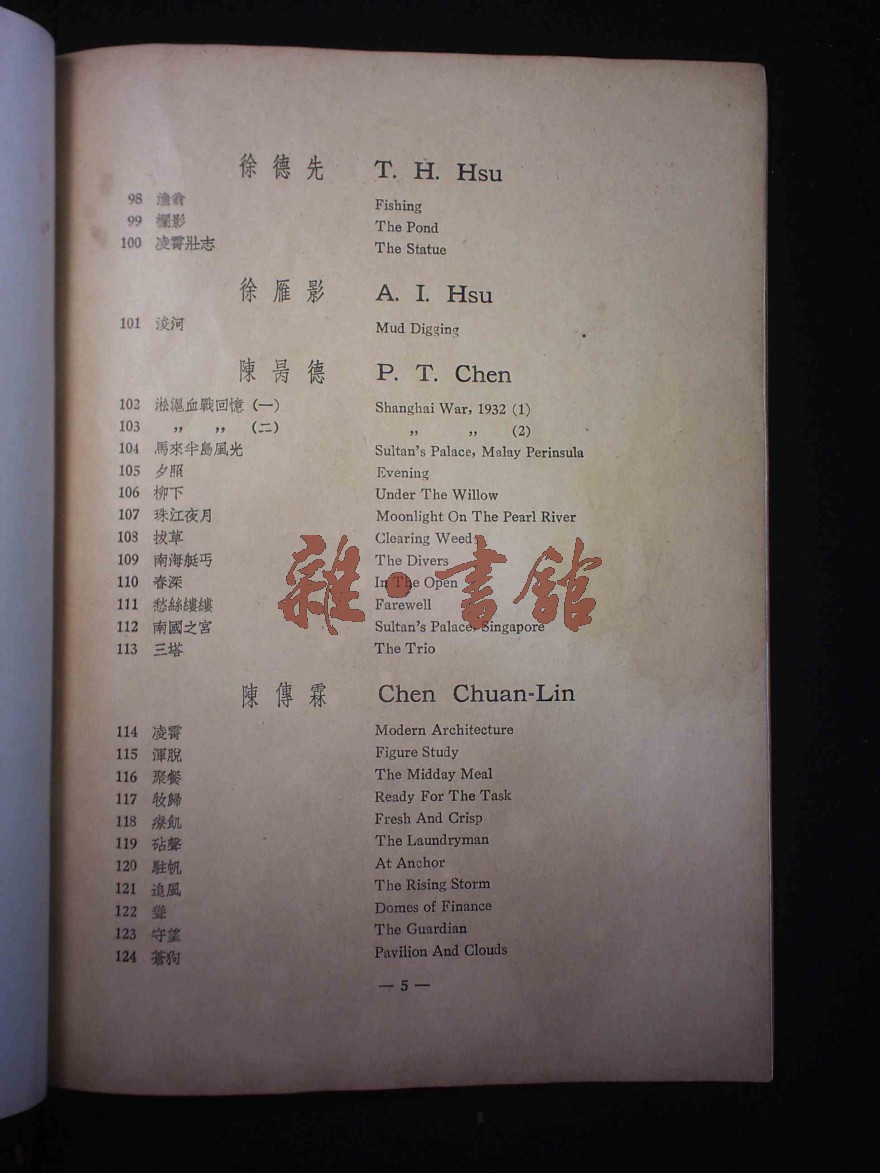 徐德先 T. H. Hsu
98 漁翁 Fishing
99 欄影 The Pond
100 凌霄壯志 The Statue
徐雁影 A. I. Hsu
101 浚河 Mud Digging
陳昺德 P. T. Chen
102 淞滬血戰回憶 (一) Shanghai War, 1932 (1)
103 ,, ,, (二) ,, ,, (2)
104 馬來半島風光 Sultan's Palace, Malay Perinsula
105 夕照 Evening
106 柳下 Under The Willow
107 珠江夜月 Moonlight On The Pearl River
108 拔草 Clearing Weeds
109 南海艇丐 The Divers
110 春深 In The Open
111 愁絲縷縷 Farewell
112 南國之宮 Sultan's Palace, Singapore
113 三塔 The Trio
雜·書館
陳傳霖 Chen Chuan-Lin
114 凌霄 Modern Architecture
115 渾脫 Figure Study
116 聚餐 The Midday Meal
117 牧歸 Ready For The Task
118 療飢 Fresh And Crisp
119 砧聲 The Laundryman
120 駐帆 At Anchor
121 追風 The Rising Storm
122 聳 Domes of Finance
123 守望 The Guardian
124 蒼狗 Pavilion And Clouds
— 5 —